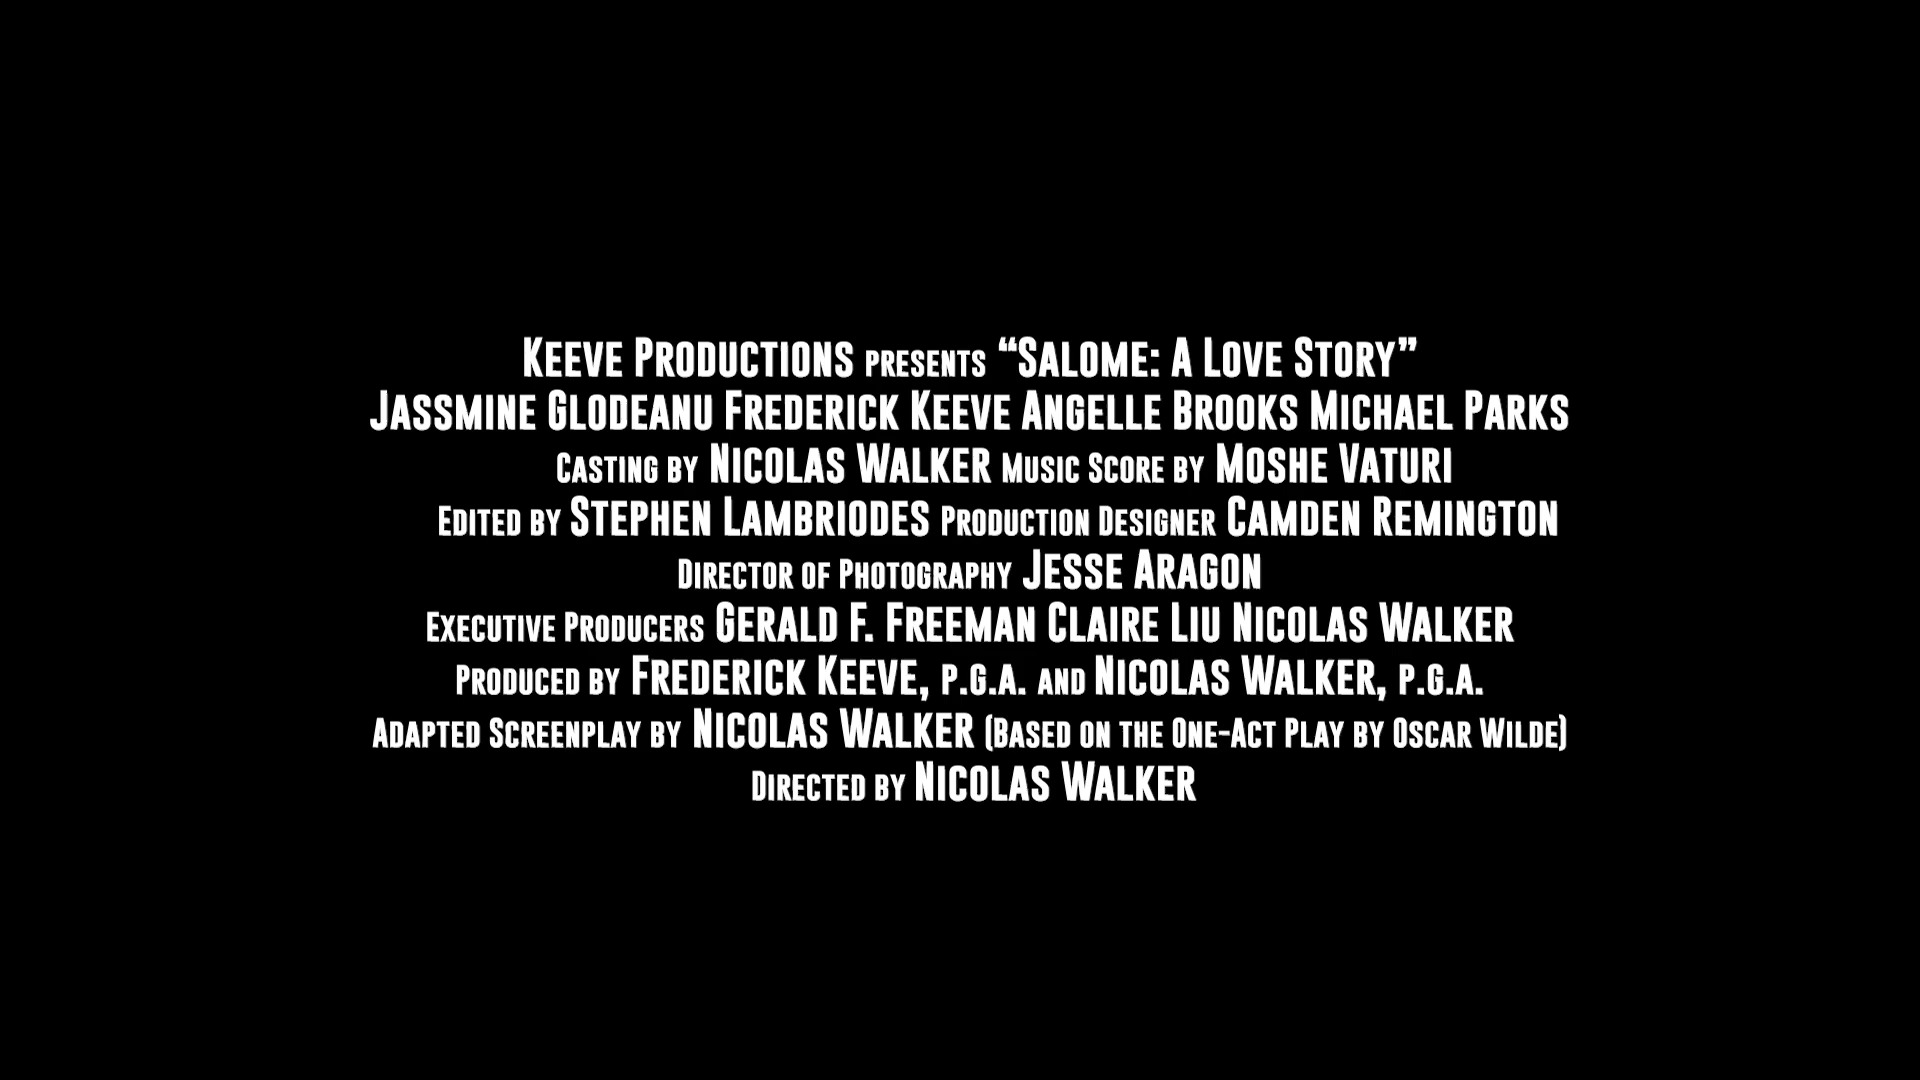 Keeve Productions presents “Salome: A Love Story”
Jassmine Glodeanu Frederick Keeve Angelle Brooks Michael Parks
Casting by Nicolas Walker Music Score by Moshe Vaturi
Edited by Stephen Lambriodes Production Designer Camden Remington
Director of Photography Jesse Aragon
Executive Producers Gerald F. Freeman Claire Liu Nicolas Walker
Produced by Frederick Keeve, p.g.a. and Nicolas Walker, p.g.a.
Adapted Screenplay by Nicolas Walker (Based on the One-Act Play by Oscar Wilde)
Directed by Nicolas Walker